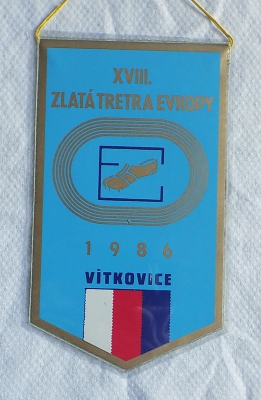 XVIII.
ZLATÁ TRETRA EVROPY
1986
VÍTKOVICE